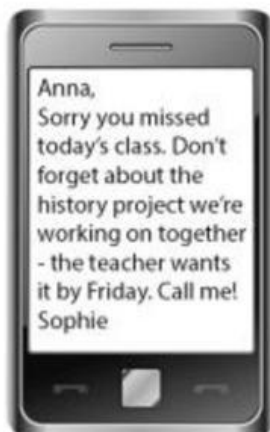 Anna,
Sorry you missed
today's class. Don't
forget about the
history project we're
working on together
- the teacher wants
it by Friday. Call me!
Sophie